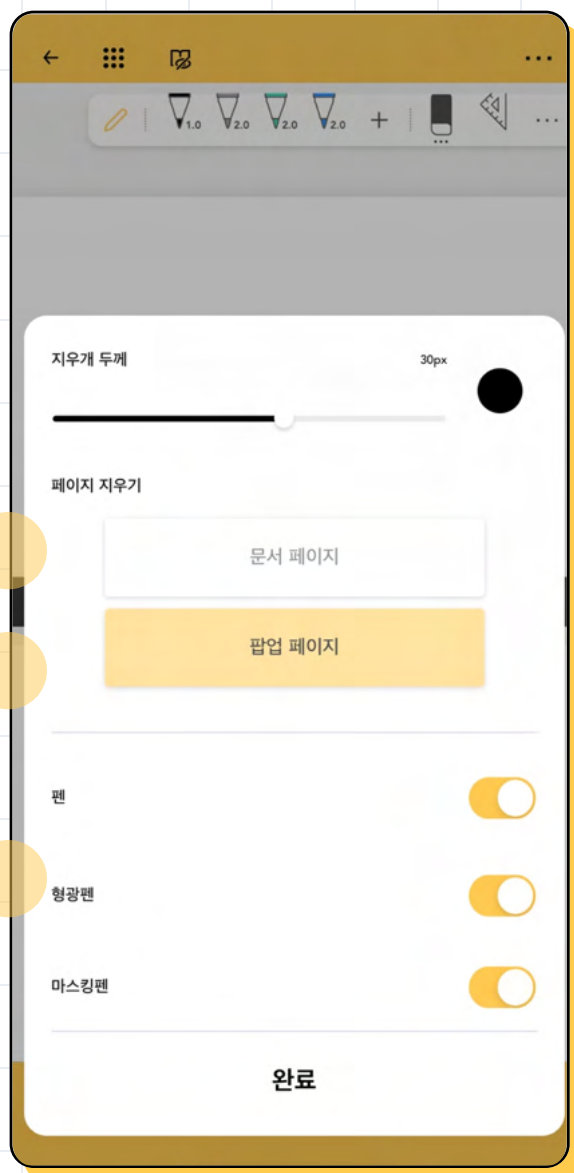 1.0 2.0 2.0 2.0
지우개 두께 30px
페이지 지우기
문서 페이지
팝업 페이지
펜
형광펜
마스킹펜
완료